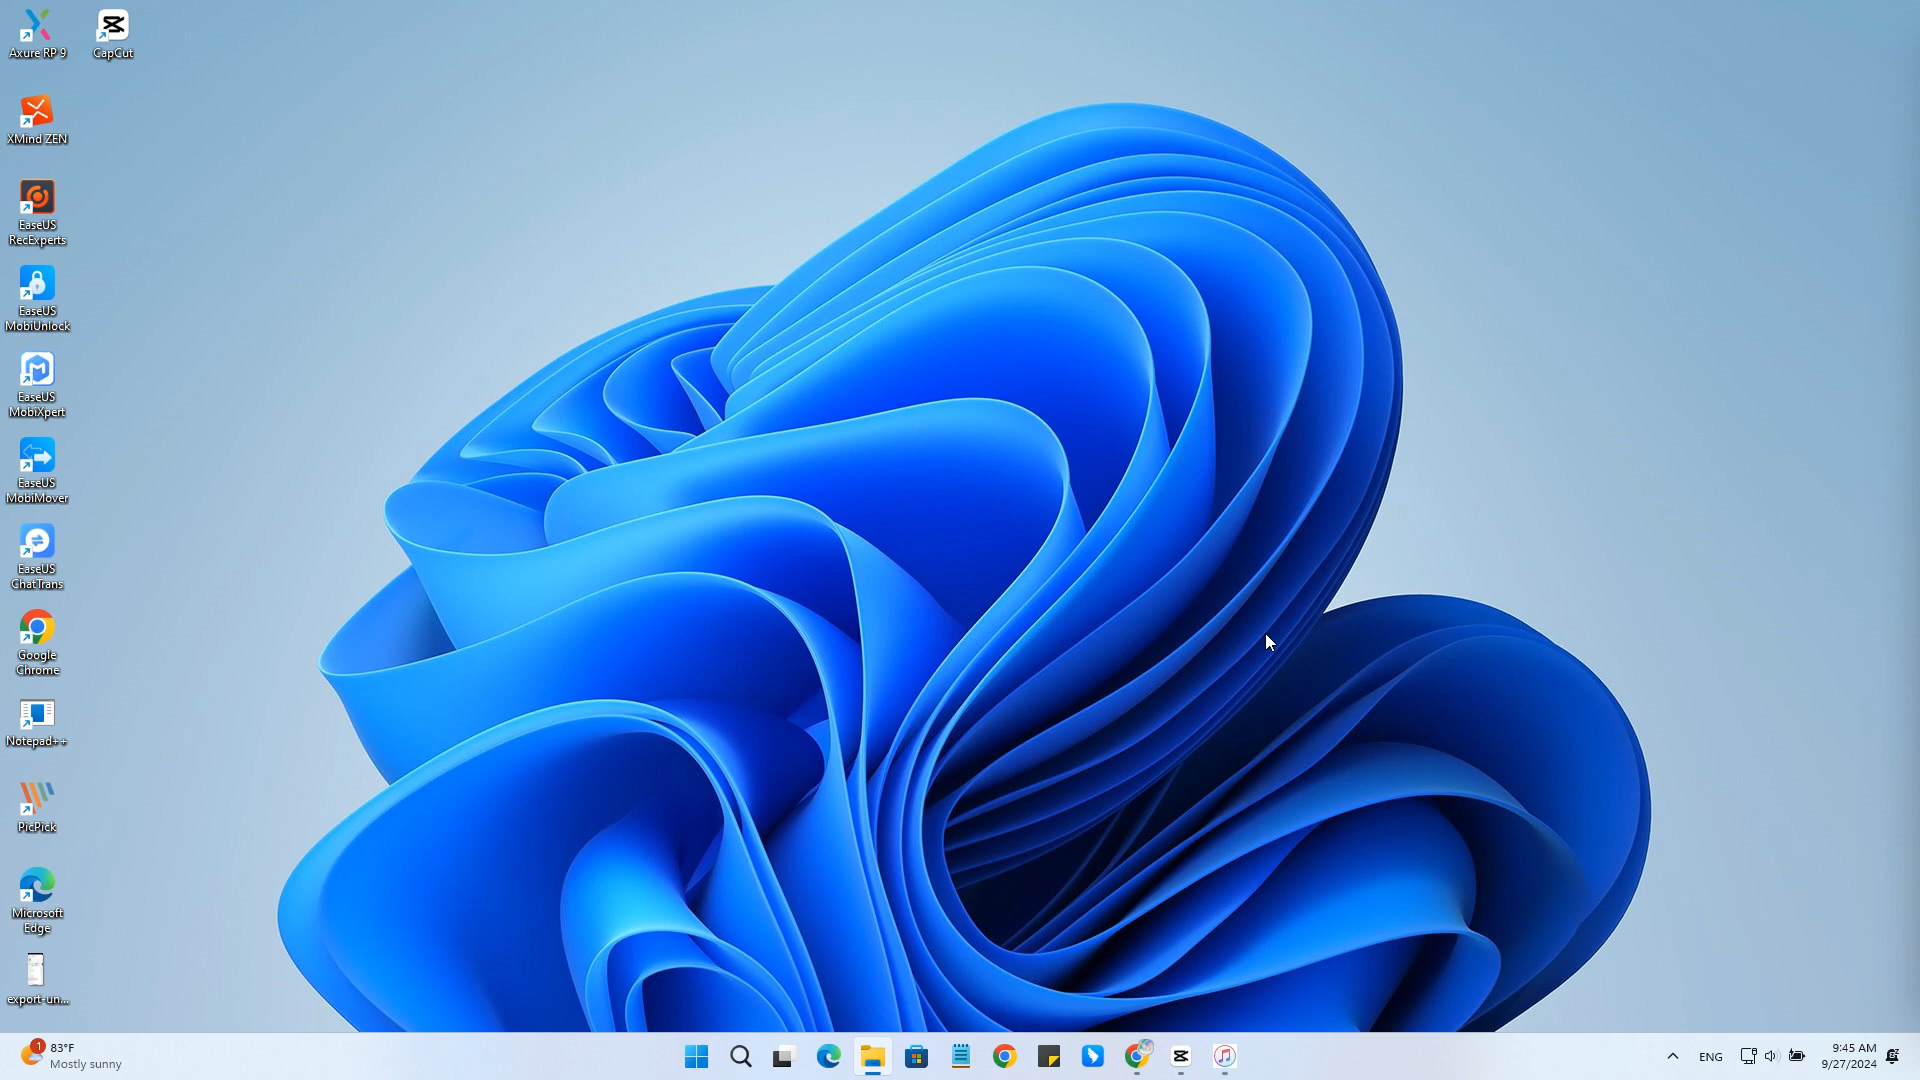 Axure RP 9
CapCut
XMind ZEN
EaseUS
RecExperts
EaseUS
MobiUnlock
EaseUS
MobiXpert
EaseUS
MobiMover
EaseUS
ChatTrans
Google
Chrome
Notepad++
PicPick
Microsoft
Edge
export-un...
1
83°F
Mostly sunny
ENG
9:45 AM
9/27/2024